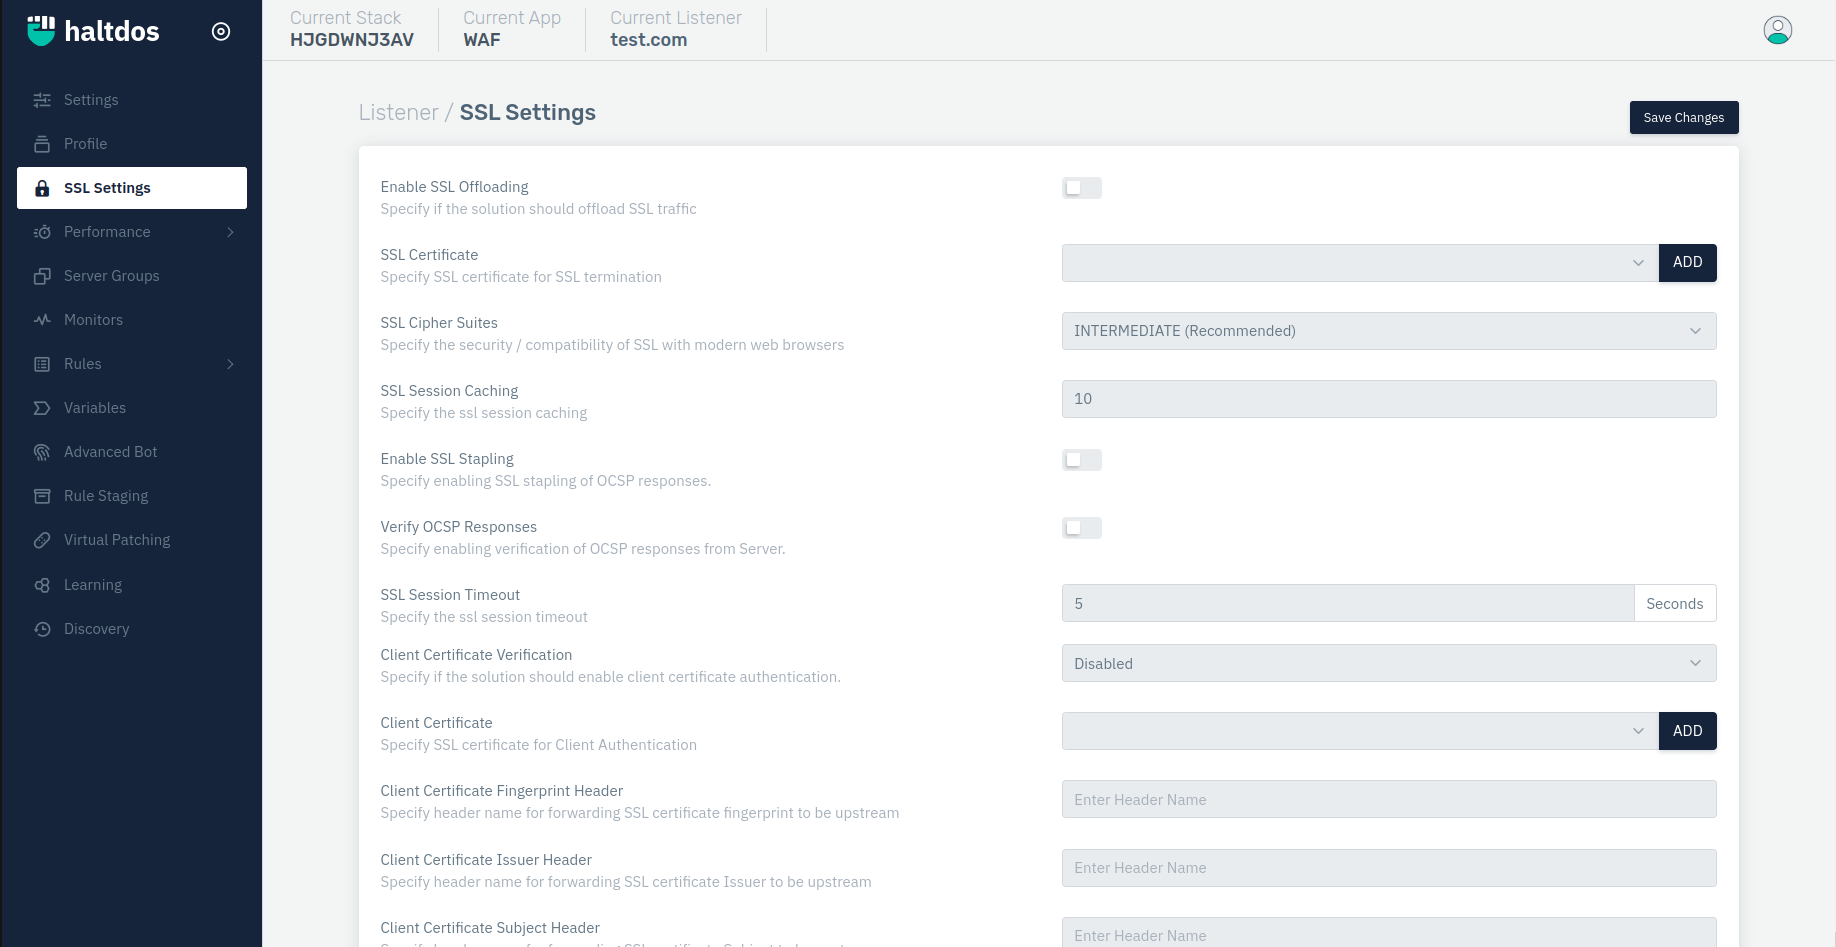 haltdos
Current Stack
HJGDWNJ3AV
Current App
WAF
Current Listener
test.com
Settings
Profile
SSL Settings
Performance
Server Groups
Monitors
Rules
Variables
Advanced Bot
Rule Staging
Virtual Patching
Learning
Discovery
Listener / SSL Settings
Save Changes
Enable SSL Offloading
Specify if the solution should offload SSL traffic
SSL Certificate
Specify SSL certificate for SSL termination
ADD
SSL Cipher Suites
Specify the security / compatibility of SSL with modern web browsers
INTERMEDIATE (Recommended)
SSL Session Caching
Specify the ssl session caching
10
Enable SSL Stapling
Specify enabling SSL stapling of OCSP responses.
Verify OCSP Responses
Specify enabling verification of OCSP responses from Server.
SSL Session Timeout
Specify the ssl session timeout
5
Seconds
Client Certificate Verification
Specify if the solution should enable client certificate authentication.
Disabled
Client Certificate
Specify SSL certificate for Client Authentication
ADD
Client Certificate Fingerprint Header
Specify header name for forwarding SSL certificate fingerprint to be upstream
Enter Header Name
Client Certificate Issuer Header
Specify header name for forwarding SSL certificate Issuer to be upstream
Enter Header Name
Client Certificate Subject Header
Enter Header Name